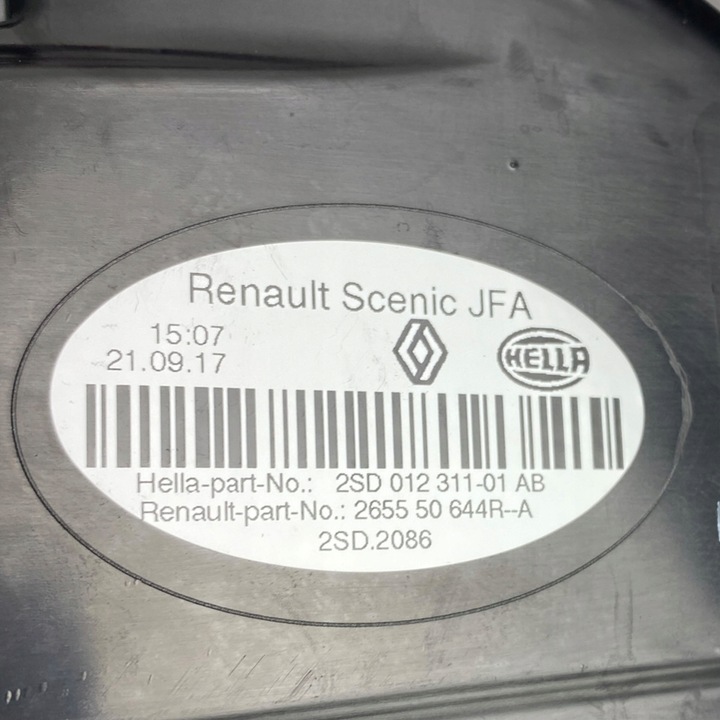 Renault Scenic JFA
15:07
21.09.17
HELLA
Hella-part-No.: 2SD 012 311-01 AB
Renault-part-No.: 2655 50 644R--A
2SD.2086